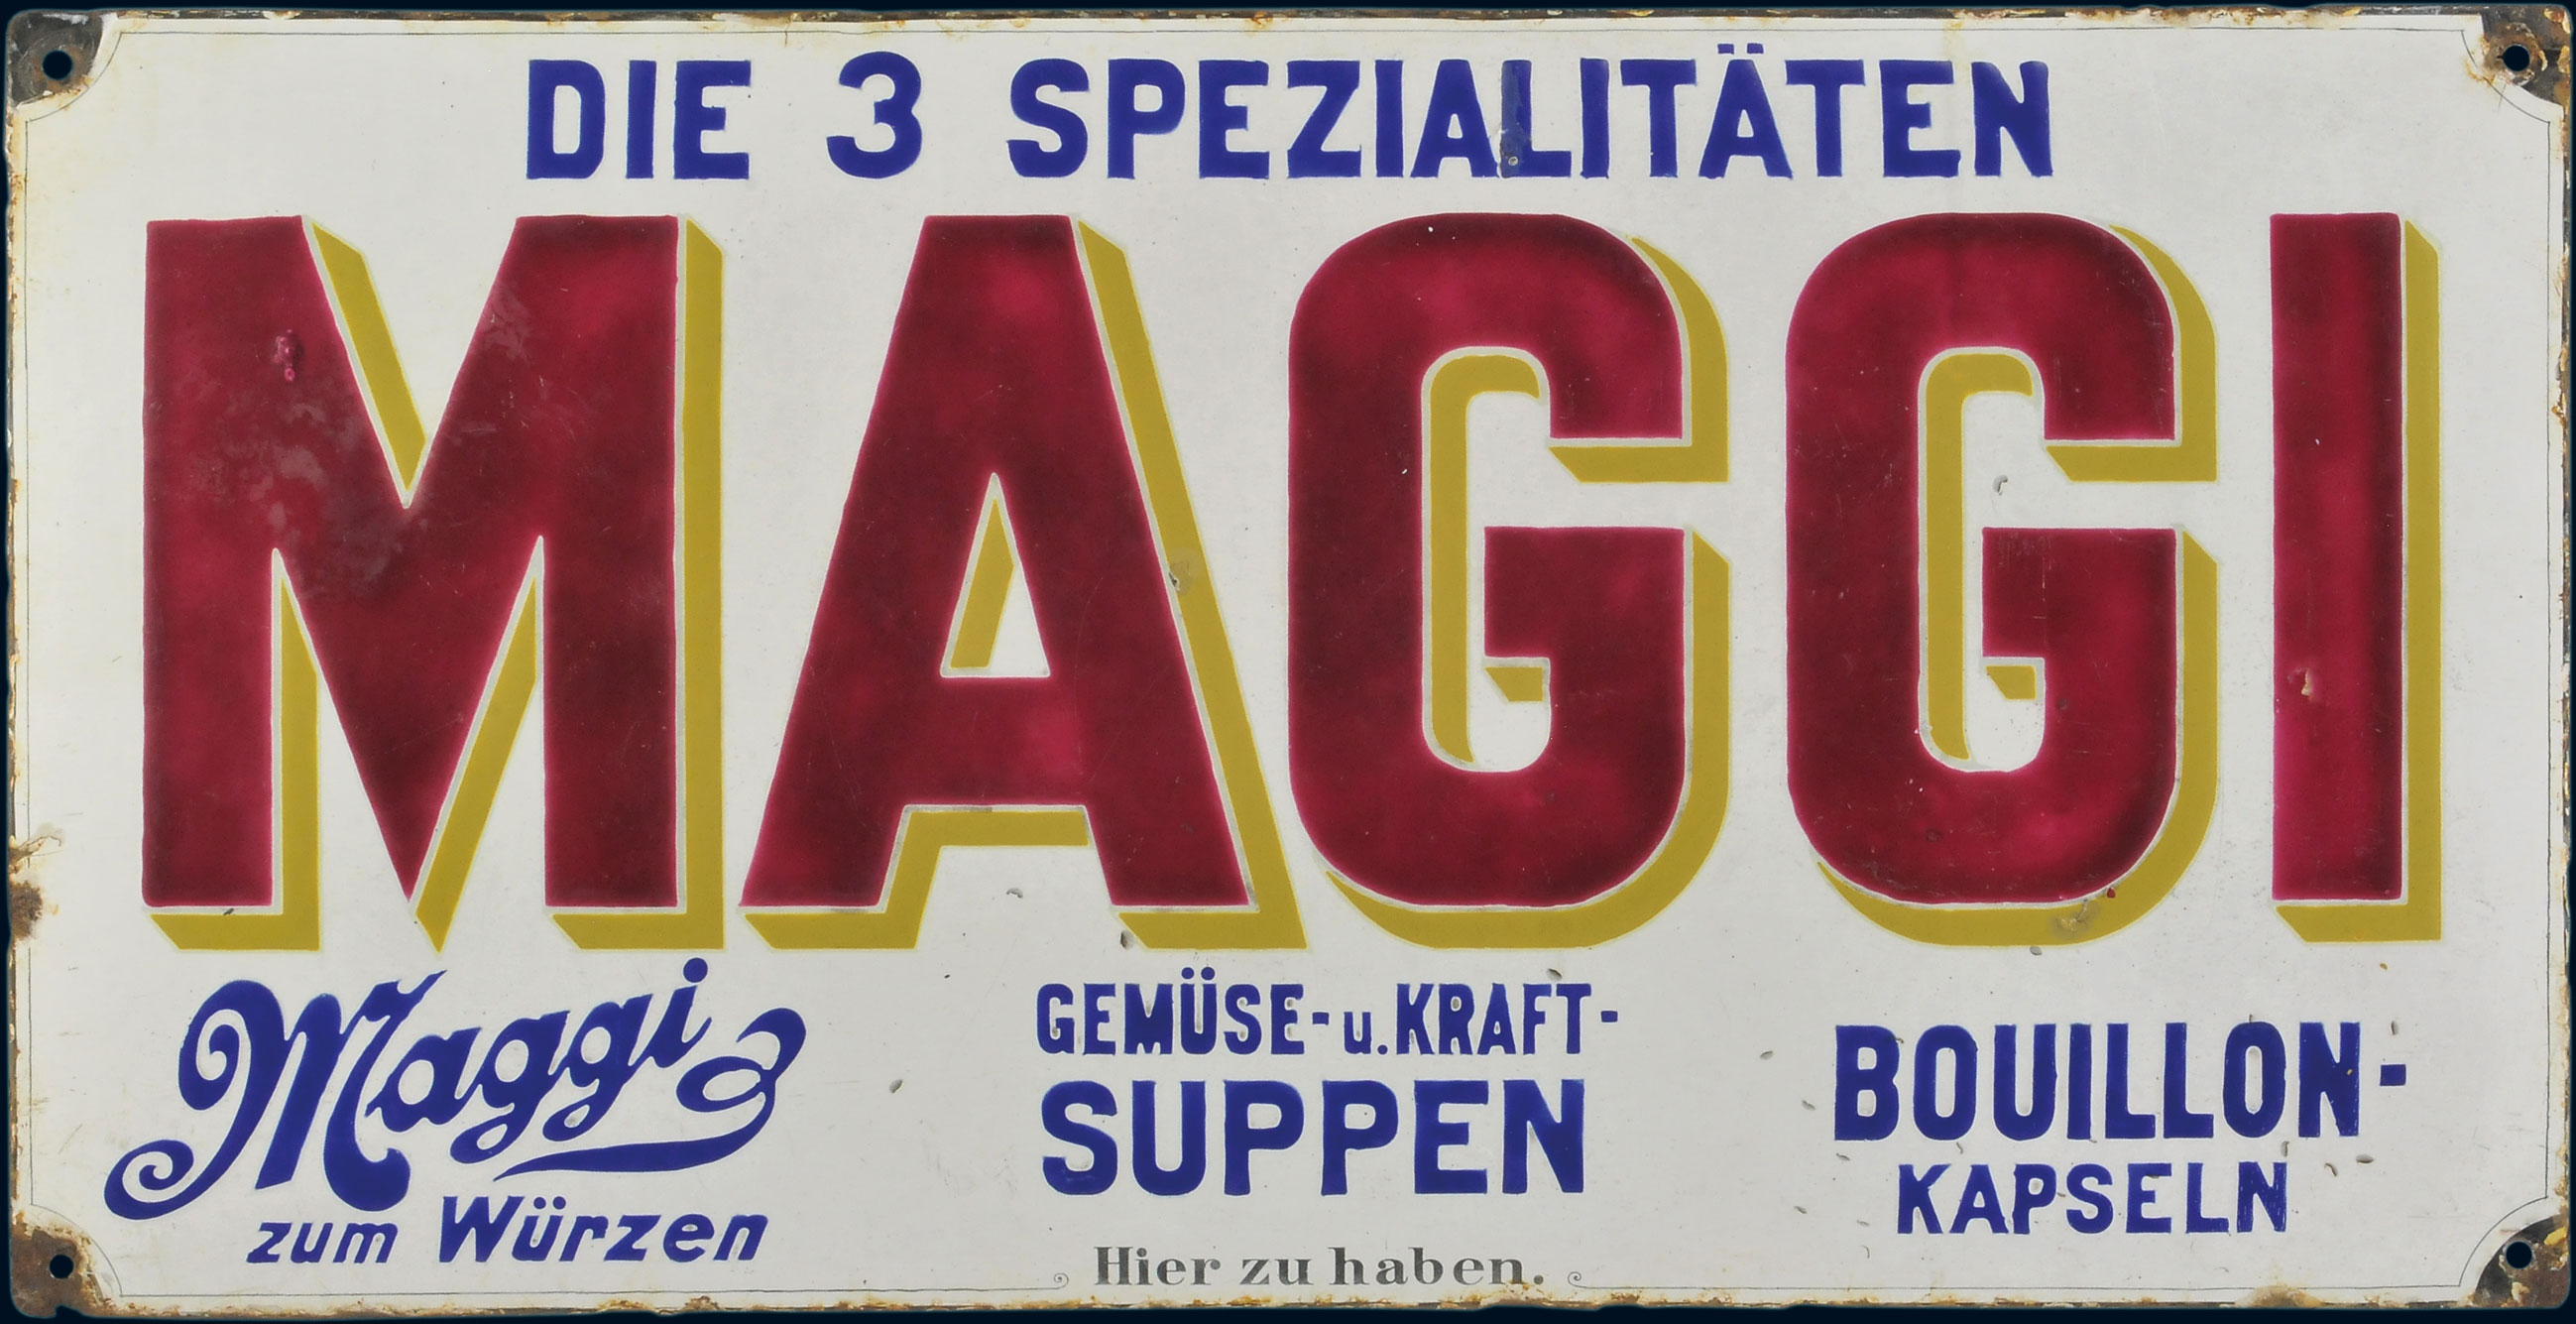 DIE 3 SPEZIALITÄTEN
MAGGI
Maggi
zum Würzen
GEMÜSE- u. KRAFT-
SUPPEN
BOUILLON-
KAPSELN
Hier zu haben.